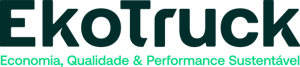 EkoTruck
Economia, Qualidade & Performance Sustentável